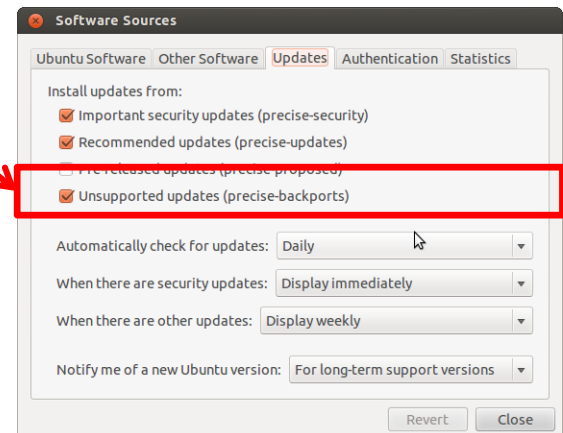 Software Sources
Ubuntu Software Other Software Updates Authentication Statistics
Install updates from:
Important security updates (precise-security)
Recommended updates (precise-updates)
Pre-released updates (precise-proposed)
Unsupported updates (precise-backports)
Automatically check for updates: Daily
When there are security updates: Display immediately
When there are other updates: Display weekly
Notify me of a new Ubuntu version: For long-term support versions
Revert Close